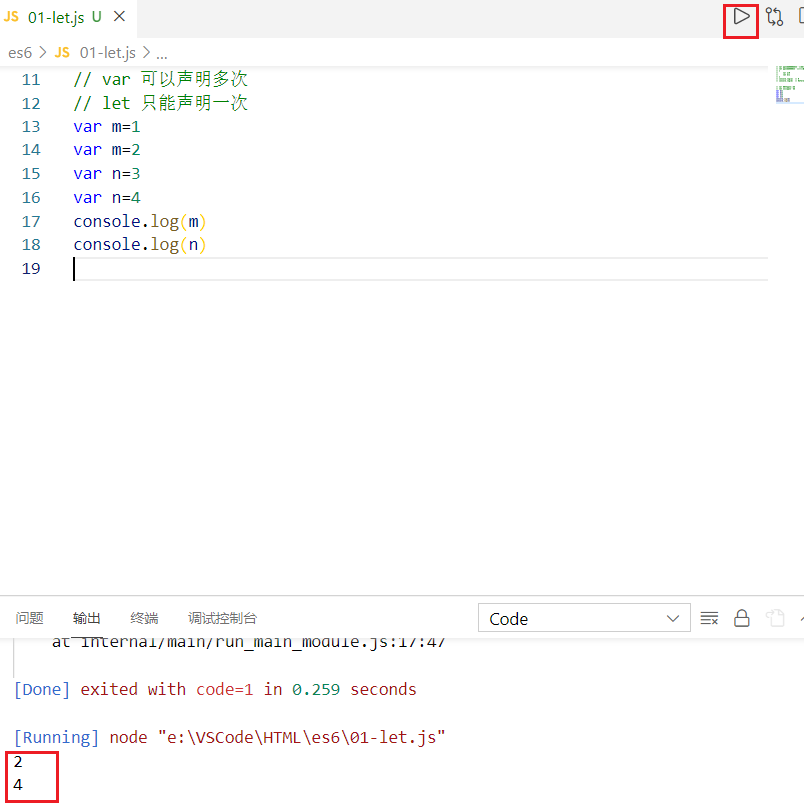 JS 01-let.js U
es6 > JS 01-let.js > ...
11 // var 可以声明多次
12 // let 只能声明一次
13 var m=1
14 var m=2
15 var n=3
16 var n=4
17 console.log(m)
18 console.log(n)
19
问题 输出 终端 调试控制台 Code
at internal/main/run_main_module.js:17:47
[Done] exited with code=1 in 0.259 seconds
[Running] node "e:\VSCode\HTML\es6\01-let.js"
2
4